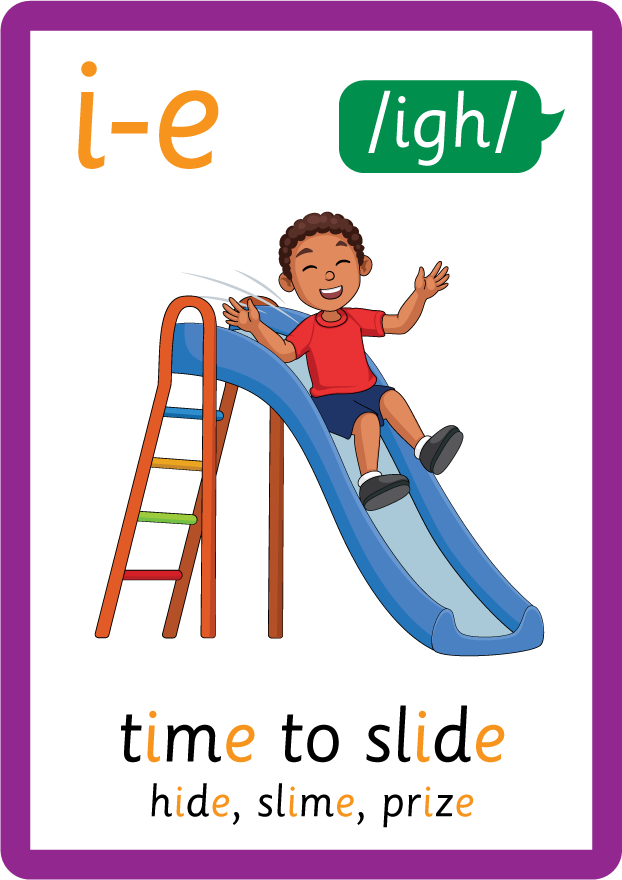 i-e
/igh/
time to slide
hide, slime, prize